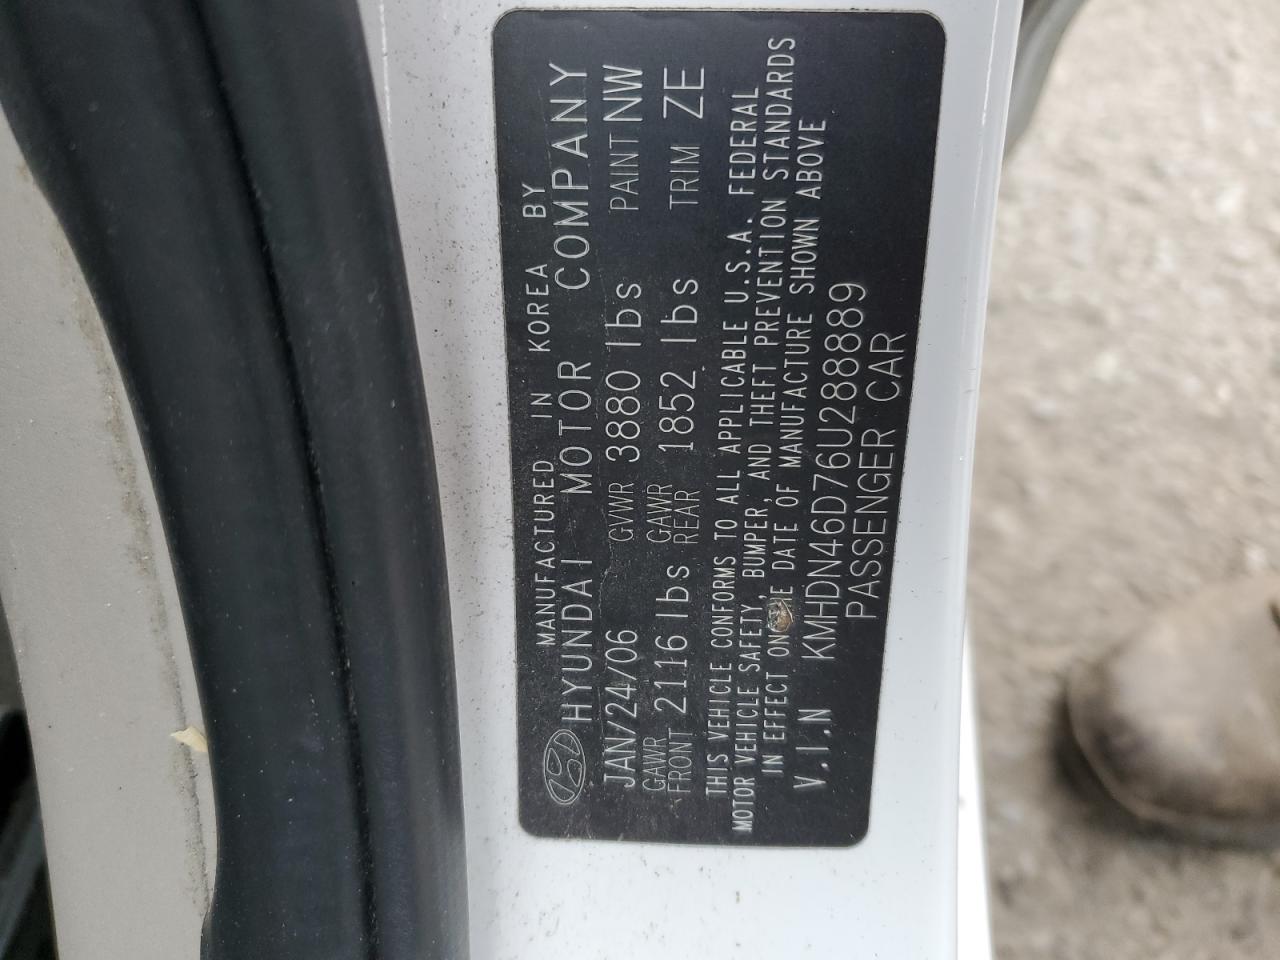 MANUFACTURED IN KOREA BY
HYUNDAI MOTOR COMPANY
JAN/24/06 GVWR 3880 lbs PAINT NW
GAWR FRONT 2116 lbs GAWR REAR 1852 lbs TRIM ZE
THIS VEHICLE CONFORMS TO ALL APPLICABLE U.S.A. FEDERAL
MOTOR VEHICLE SAFETY, BUMPER, AND THEFT PREVENTION STANDARDS
IN EFFECT ON THE DATE OF MANUFACTURE SHOWN ABOVE
V.I.N KMHDN46D76U288889
PASSENGER CAR